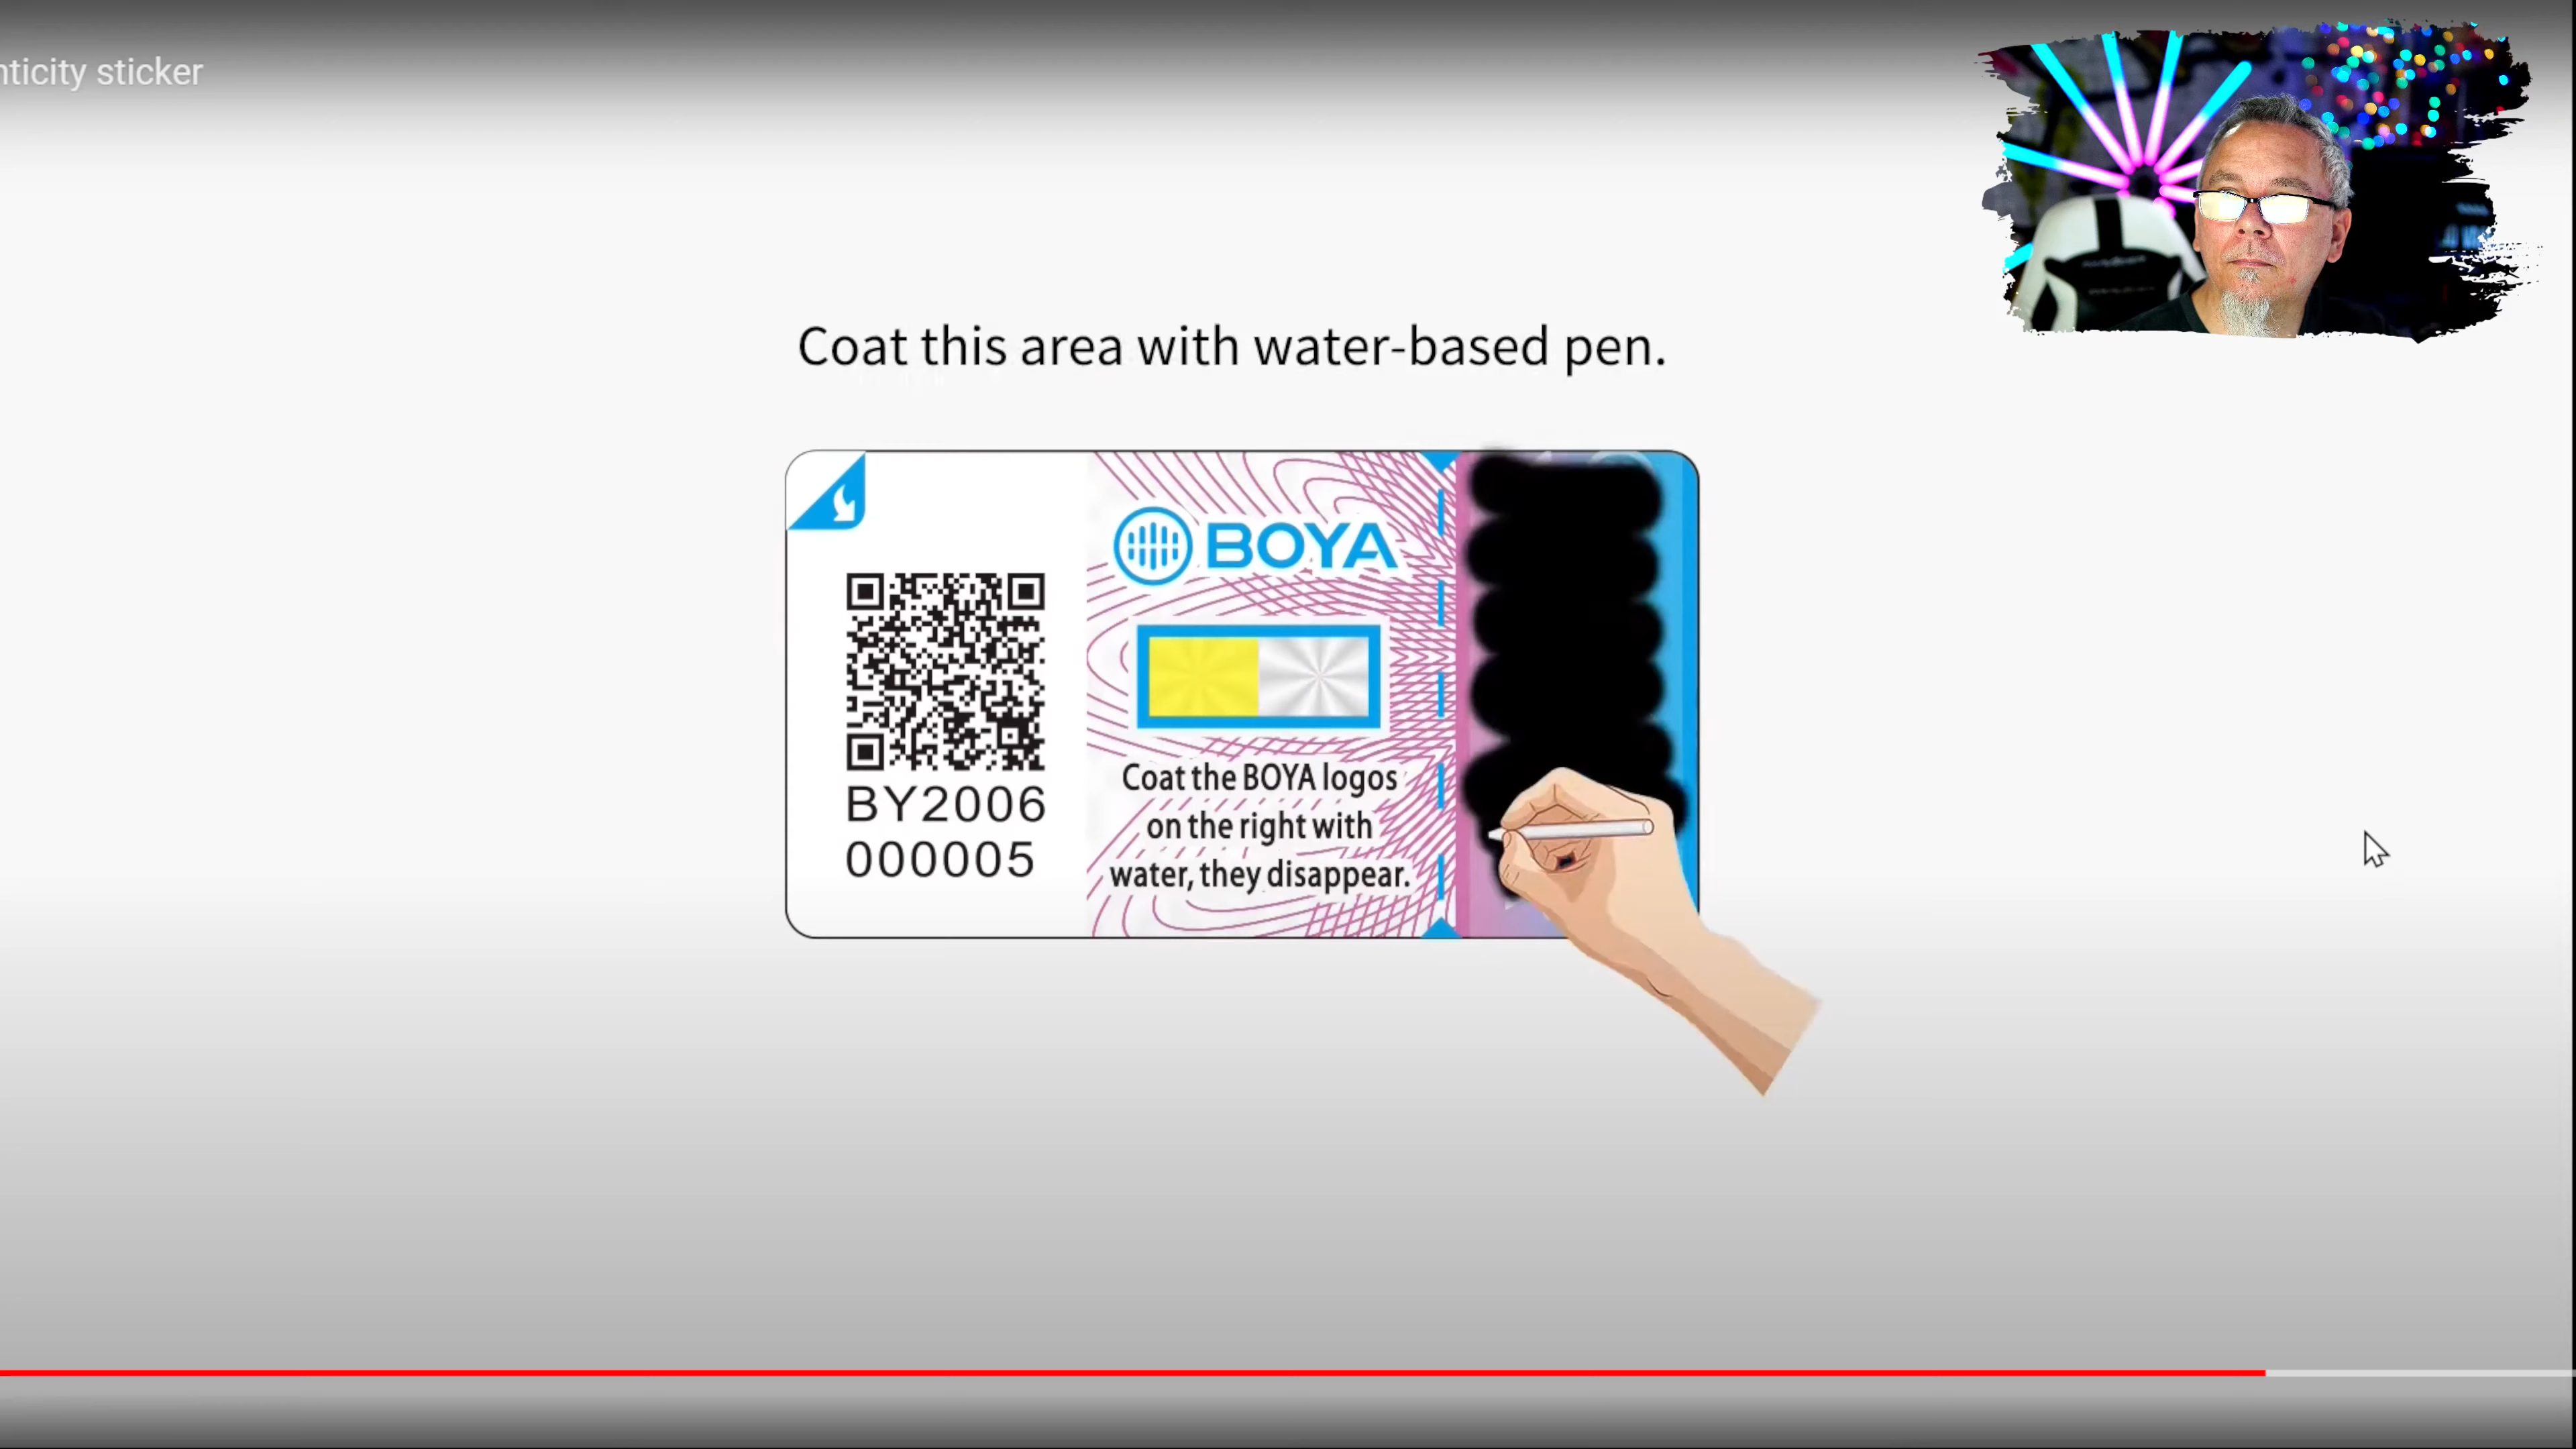 nticity sticker
Coat this area with water-based pen.
BOYA
Coat the BOYA logos
on the right with
water, they disappear.
BY2006
000005